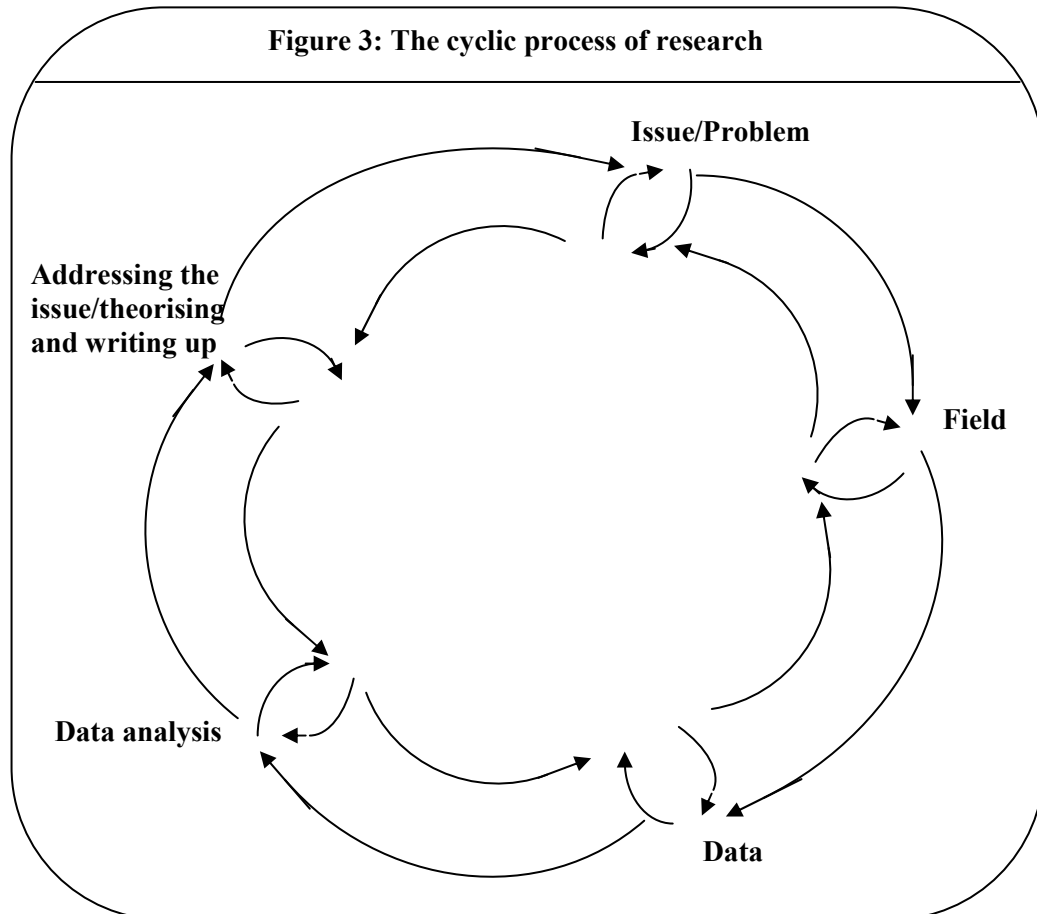 Figure 3: The cyclic process of research
Issue/Problem
Addressing the
issue/theorising
and writing up
Field
Data analysis
Data